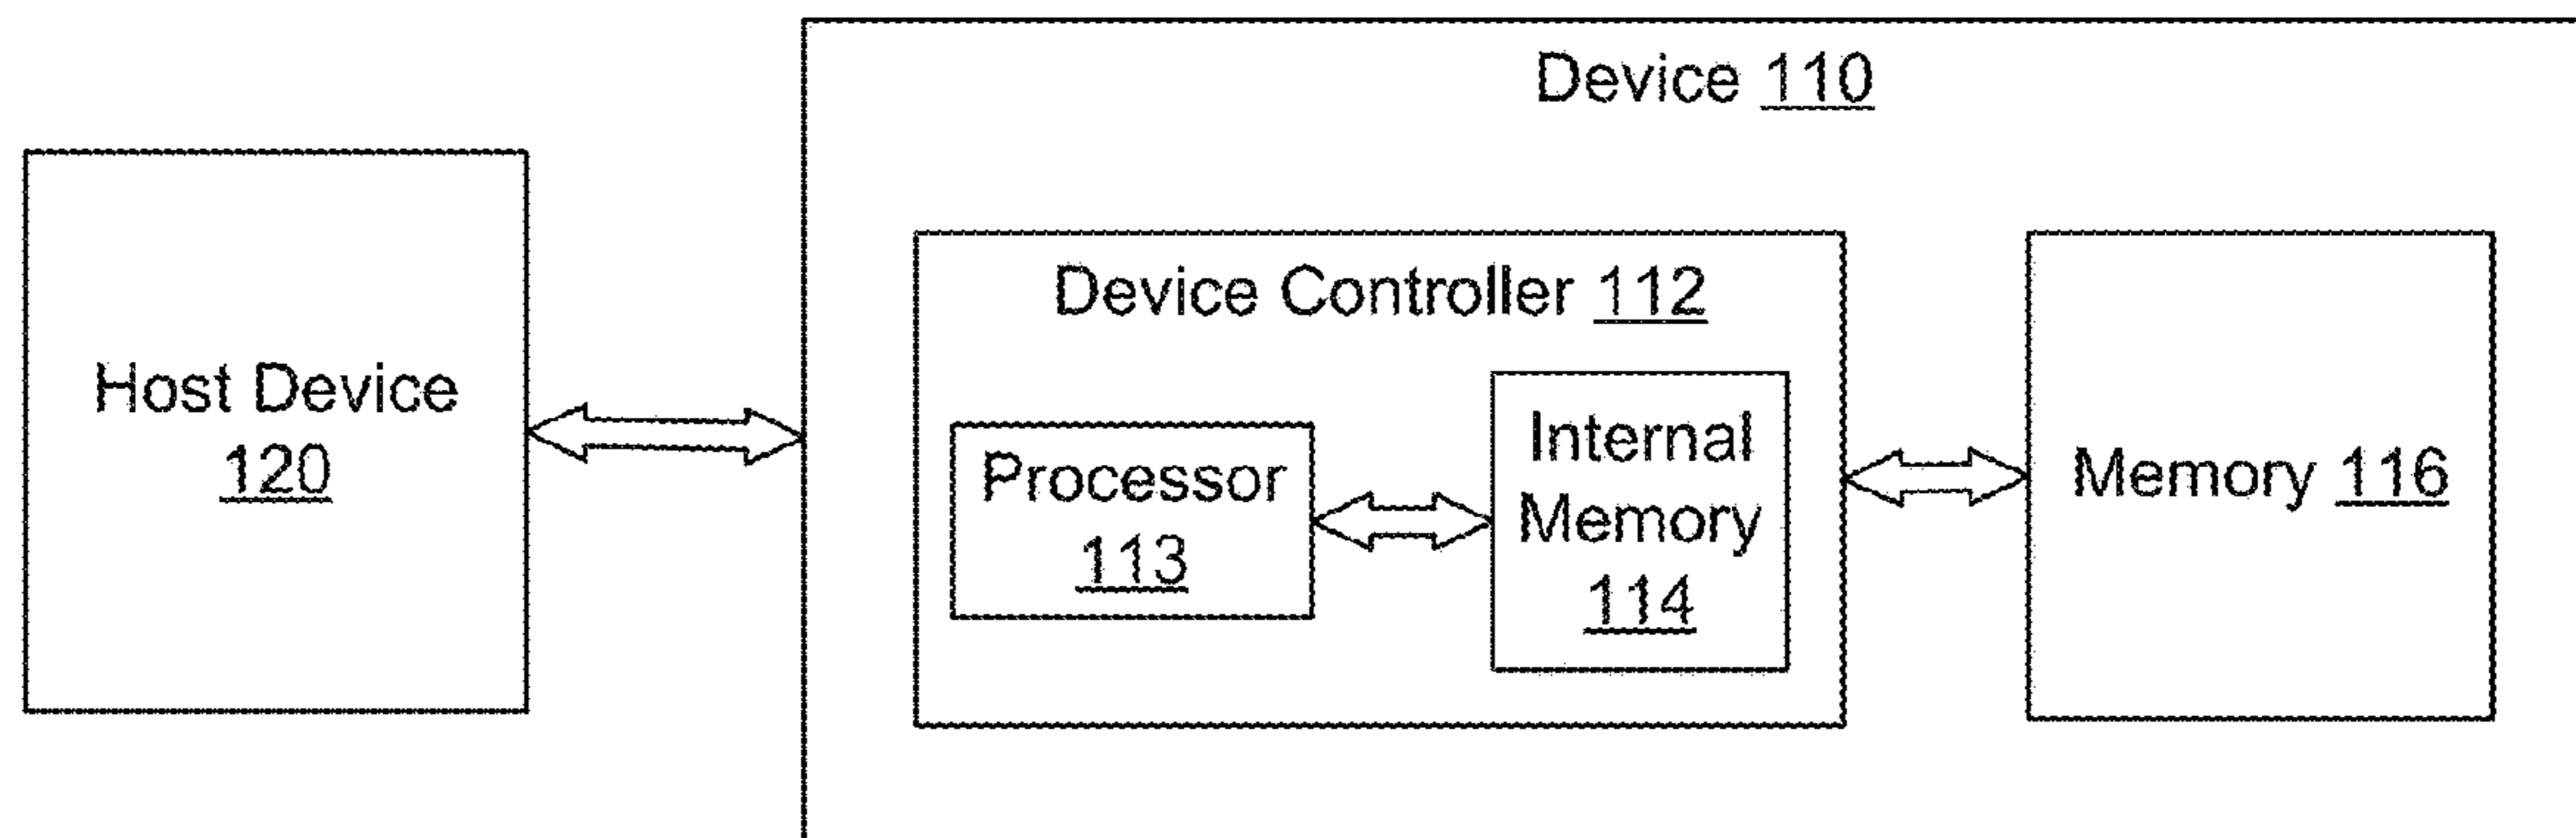 Device 110
Host Device
120
Device Controller 112
Processor
113
Internal
Memory
114
Memory 116